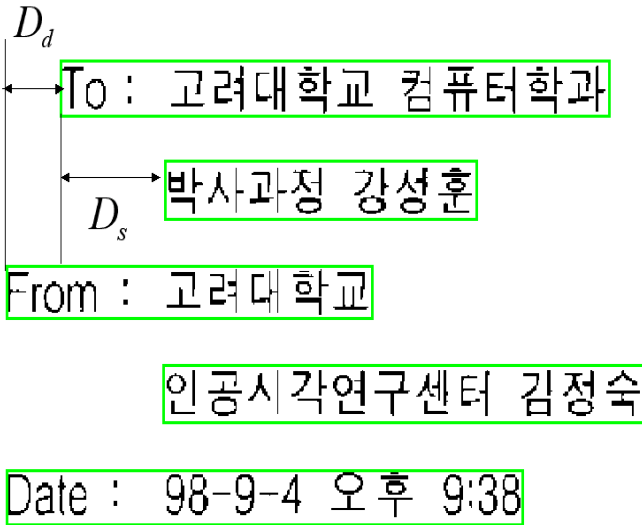 D_d
To : 고려대학교 컴퓨터학과
박사과정 강성훈
D_s
From : 고려대학교
인공시각연구센터 김정숙
Date : 98-9-4 오후 9:38